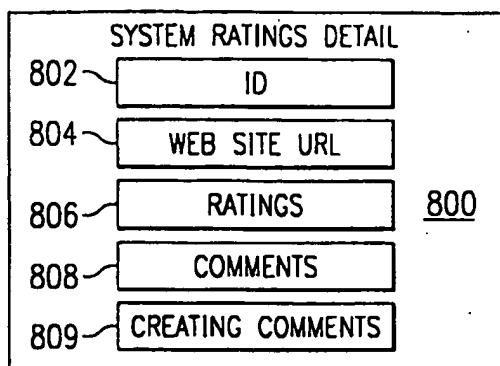 SYSTEM RATINGS DETAIL
802 ID
804 WEB SITE URL
806 RATINGS 800
808 COMMENTS
809 CREATING COMMENTS